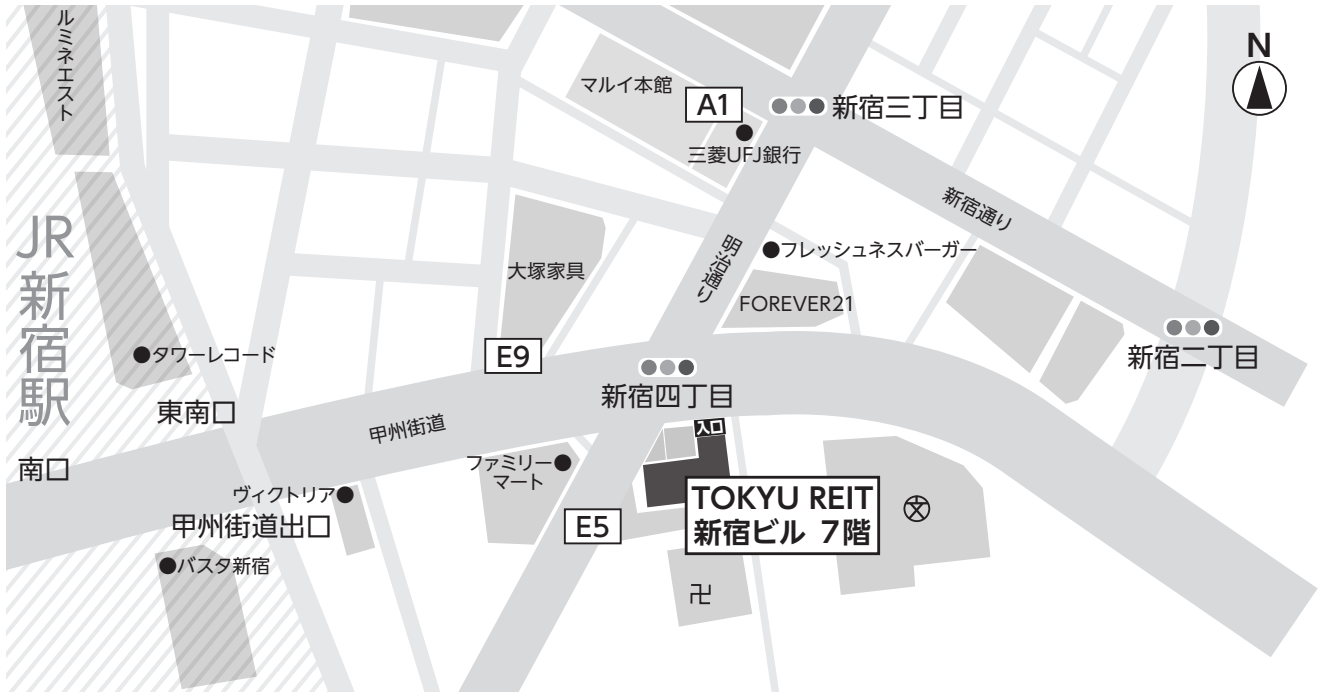 ルミネエスト
N
マルイ本館
A1
新宿三丁目
三菱UFJ銀行
新宿通り
JR
新宿駅
明治通り
フレッシュネスバーガー
大塚家具
FOREVER21
タワーレコード
E9
新宿二丁目
新宿四丁目
東南口
甲州街道
入口
南口
ファミリー
マート
ヴィクトリア
TOKYU REIT
新宿ビル 7階
甲州街道出口
E5
文
バスタ新宿
卍